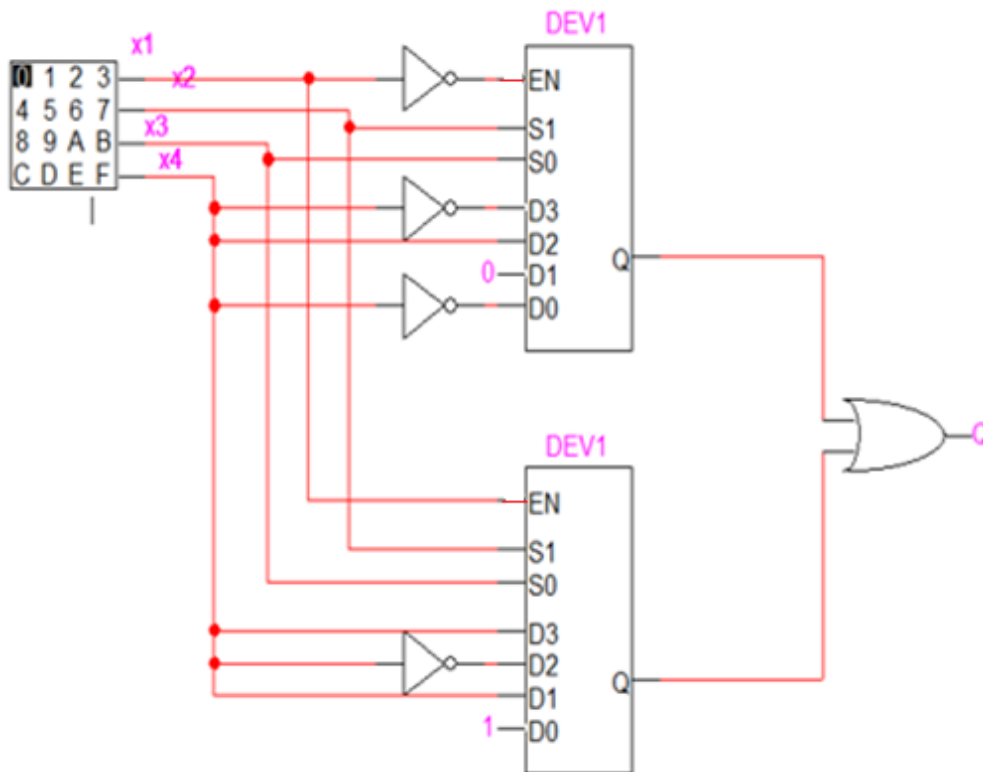 x1
0 1 2 3
x2
4 5 6 7
x3
8 9 A B
x4
C D E F
DEV1
EN
S1
S0
D3
D2
0 D1
D0
Q
Q
DEV1
EN
S1
S0
D3
D2
D1
1 D0
Q